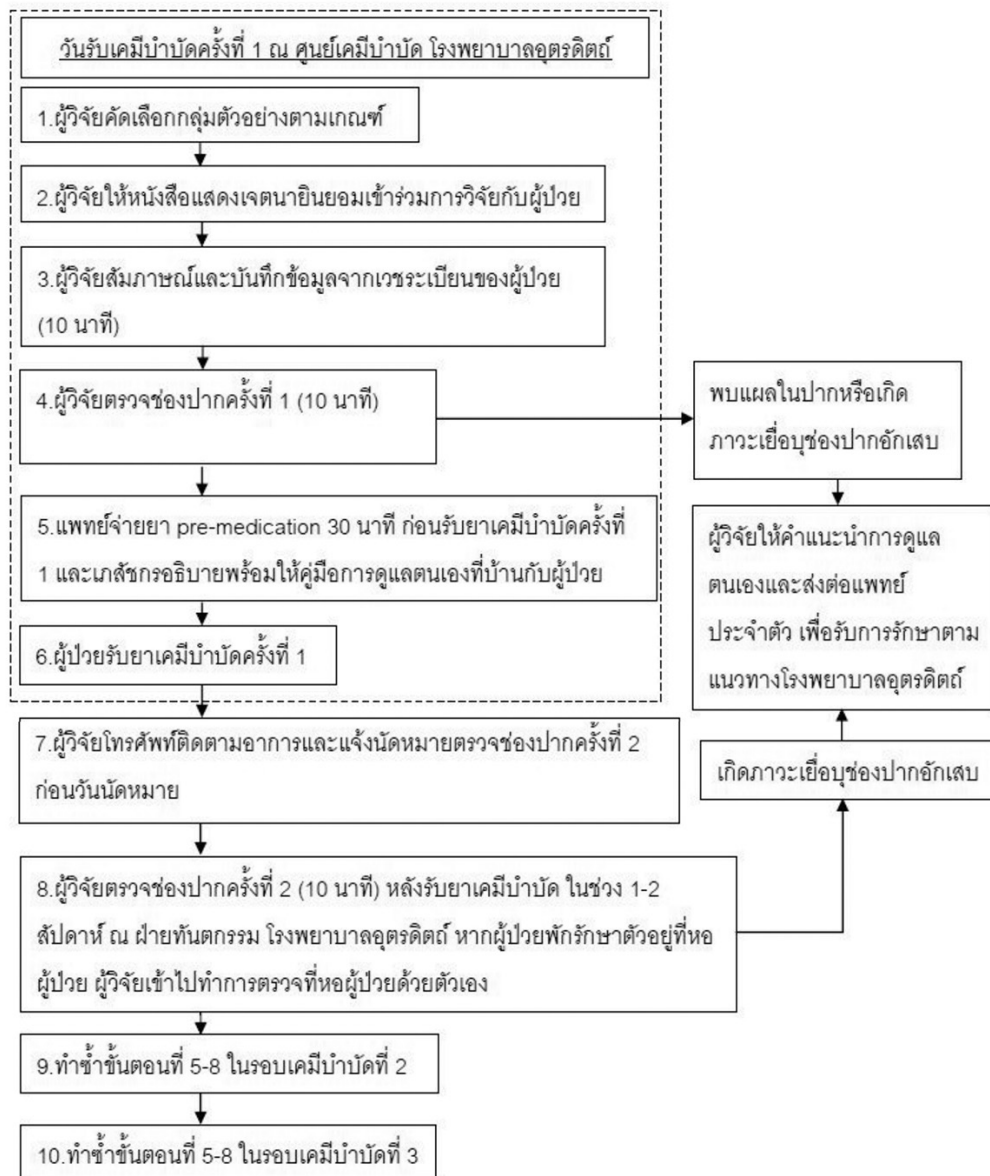 วันรับเคมีบำบัดครั้งที่ 1 ณ ศูนย์เคมีบำบัด โรงพยาบาลอุตรดิตถ์
1.ผู้วิจัยคัดเลือกกลุ่มตัวอย่างตามเกณฑ์
2.ผู้วิจัยให้หนังสือแสดงเจตนายินยอมเข้าร่วมการวิจัยกับผู้ป่วย
3.ผู้วิจัยสัมภาษณ์และบันทึกข้อมูลจากเวชระเบียนของผู้ป่วย
(10 นาที)
4.ผู้วิจัยตรวจช่องปากครั้งที่ 1 (10 นาที)
พบแผลในปากหรือเกิด
ภาวะเยื่อบุช่องปากอักเสบ
5.แพทย์จ่ายยา pre-medication 30 นาที ก่อนรับยาเคมีบำบัดครั้งที่
1 และเภสัชกรอธิบายพร้อมให้คู่มือการดูแลตนเองที่บ้านกับผู้ป่วย
ผู้วิจัยให้คำแนะนำการดูแล
ตนเองและส่งต่อแพทย์
ประจำตัว เพื่อรับการรักษาตาม
แนวทางโรงพยาบาลอุตรดิตถ์
6.ผู้ป่วยรับยาเคมีบำบัดครั้งที่ 1
7.ผู้วิจัยโทรศัพท์ติดตามอาการและแจ้งนัดหมายตรวจช่องปากครั้งที่ 2
ก่อนวันนัดหมาย
เกิดภาวะเยื่อบุช่องปากอักเสบ
8.ผู้วิจัยตรวจช่องปากครั้งที่ 2 (10 นาที) หลังรับยาเคมีบำบัด ในช่วง 1-2
สัปดาห์ ณ ฝ่ายทันตกรรม โรงพยาบาลอุตรดิตถ์ หากผู้ป่วยพักรักษาตัวอยู่ที่หอ
ผู้ป่วย ผู้วิจัยเข้าไปทำการตรวจที่หอผู้ป่วยด้วยตัวเอง
9.ทำซ้ำขั้นตอนที่ 5-8 ในรอบเคมีบำบัดที่ 2
10.ทำซ้ำขั้นตอนที่ 5-8 ในรอบเคมีบำบัดที่ 3